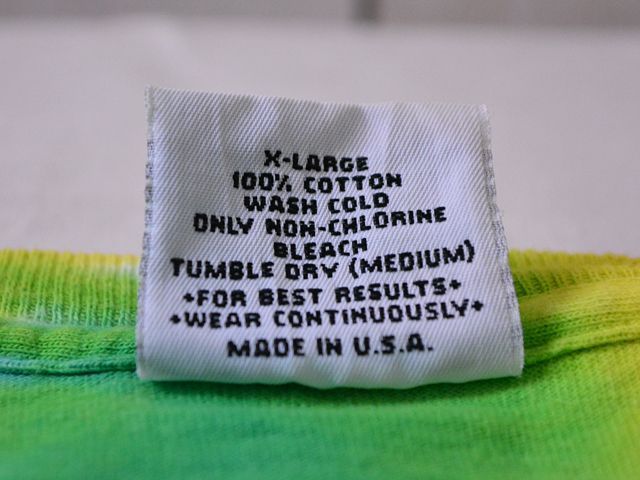 X-LARGE
100% COTTON
WASH COLD
ONLY NON-CHLORINE
BLEACH
TUMBLE DRY (MEDIUM)
+FOR BEST RESULTS+
+WEAR CONTINUOUSLY+
MADE IN U.S.A.